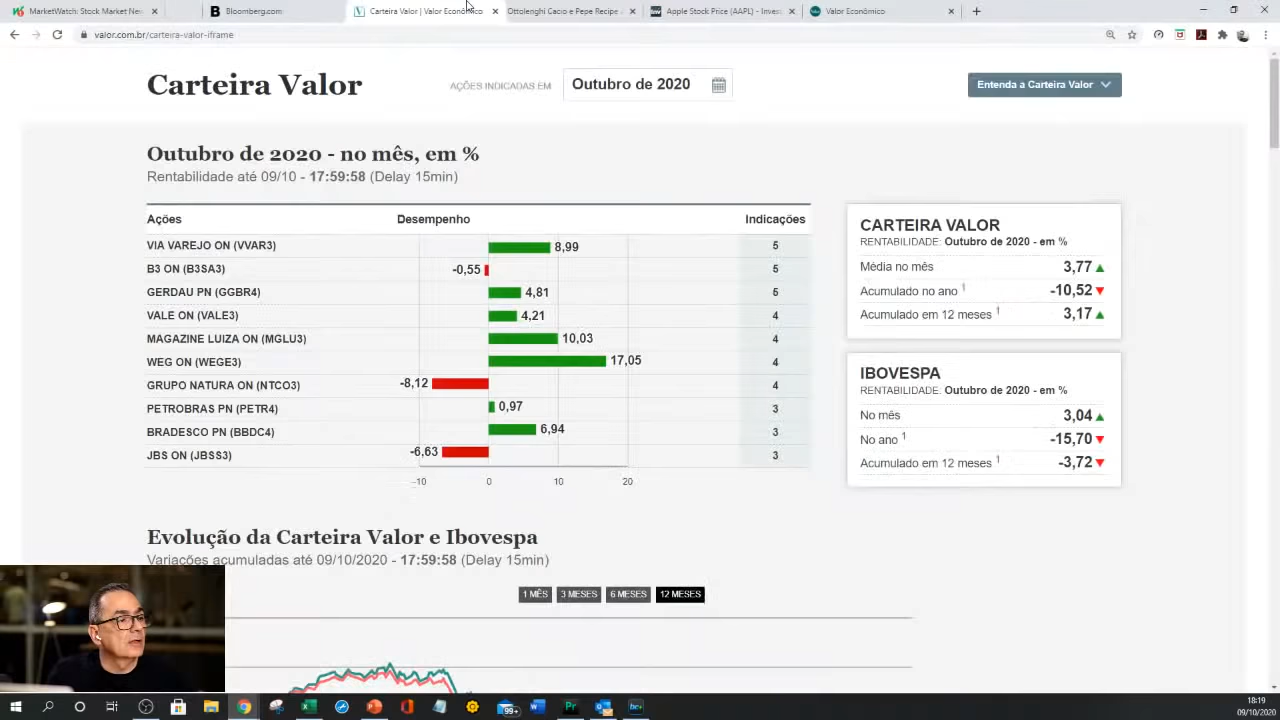 MarketWatch: Stock Market Ne
Bloomberg.com
Carteira Valor | Valor Econômico
Ottolenghi Cacio e Pepe Recipe
Apple Stock Price (AAPL) - Inves
Valor Econômico
valor.com.br/carteira-valor-iframe
Carteira Valor
AÇÕES INDICADAS EM
Outubro de 2020
Entenda a Carteira Valor
Outubro de 2020 - no mês, em %
Rentabilidade até 09/10 - 17:59:58 (Delay 15min)
Ações Desempenho Indicações
VIA VAREJO ON (VVAR3) 8,99 5
B3 ON (B3SA3) -0,55 5
GERDAU PN (GGBR4) 4,81 5
VALE ON (VALE3) 4,21 4
MAGAZINE LUIZA ON (MGLU3) 10,03 4
WEG ON (WEGE3) 17,05 4
GRUPO NATURA ON (NTCO3) -8,12 4
PETROBRAS PN (PETR4) 0,97 3
BRADESCO PN (BBDC4) 6,94 3
JBS ON (JBSS3) -6,63 3
-10 0 10 20
CARTEIRA VALOR
RENTABILIDADE: Outubro de 2020 - em %
Média no mês 3,77
Acumulado no ano 1 -10,52
Acumulado em 12 meses 1 3,17
IBOVESPA
RENTABILIDADE: Outubro de 2020 - em %
No mês 3,04
No ano 1 -15,70
Acumulado em 12 meses 1 -3,72
Evolução da Carteira Valor e Ibovespa
Variações acumuladas até 09/10/2020 - 17:59:58 (Delay 15min)
1 MÊS 3 MESES 6 MESES 12 MESES
99+
18:19
09/10/2020